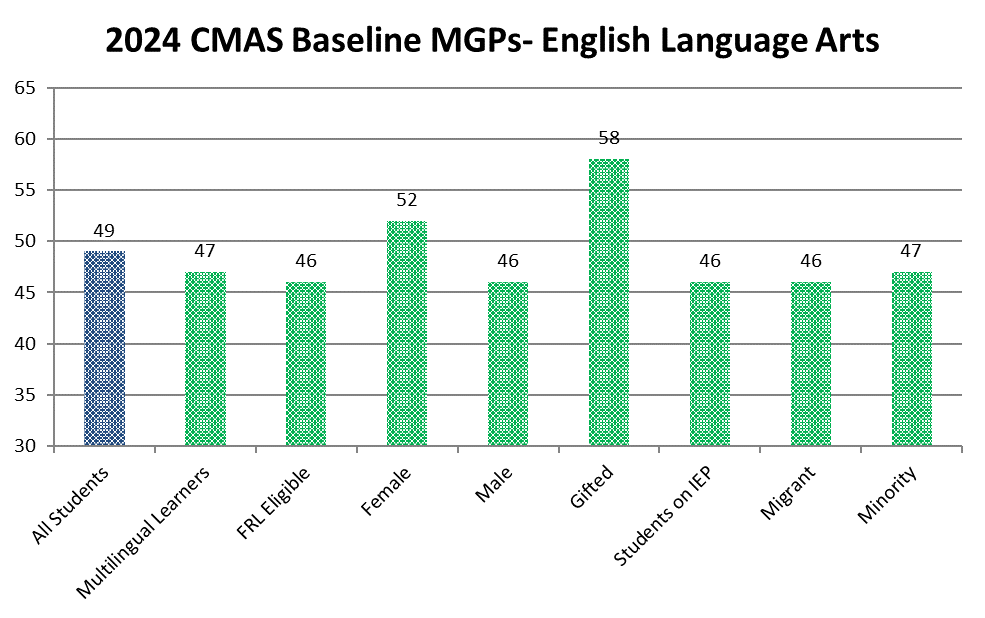 2024 CMAS Baseline MGPs- English Language Arts
65
60
55
50
45
40
35
30
49
47
46
52
46
58
46
46
47
All Students
Multilingual Learners
FRL Eligible
Female
Male
Gifted
Students on IEP
Migrant
Minority